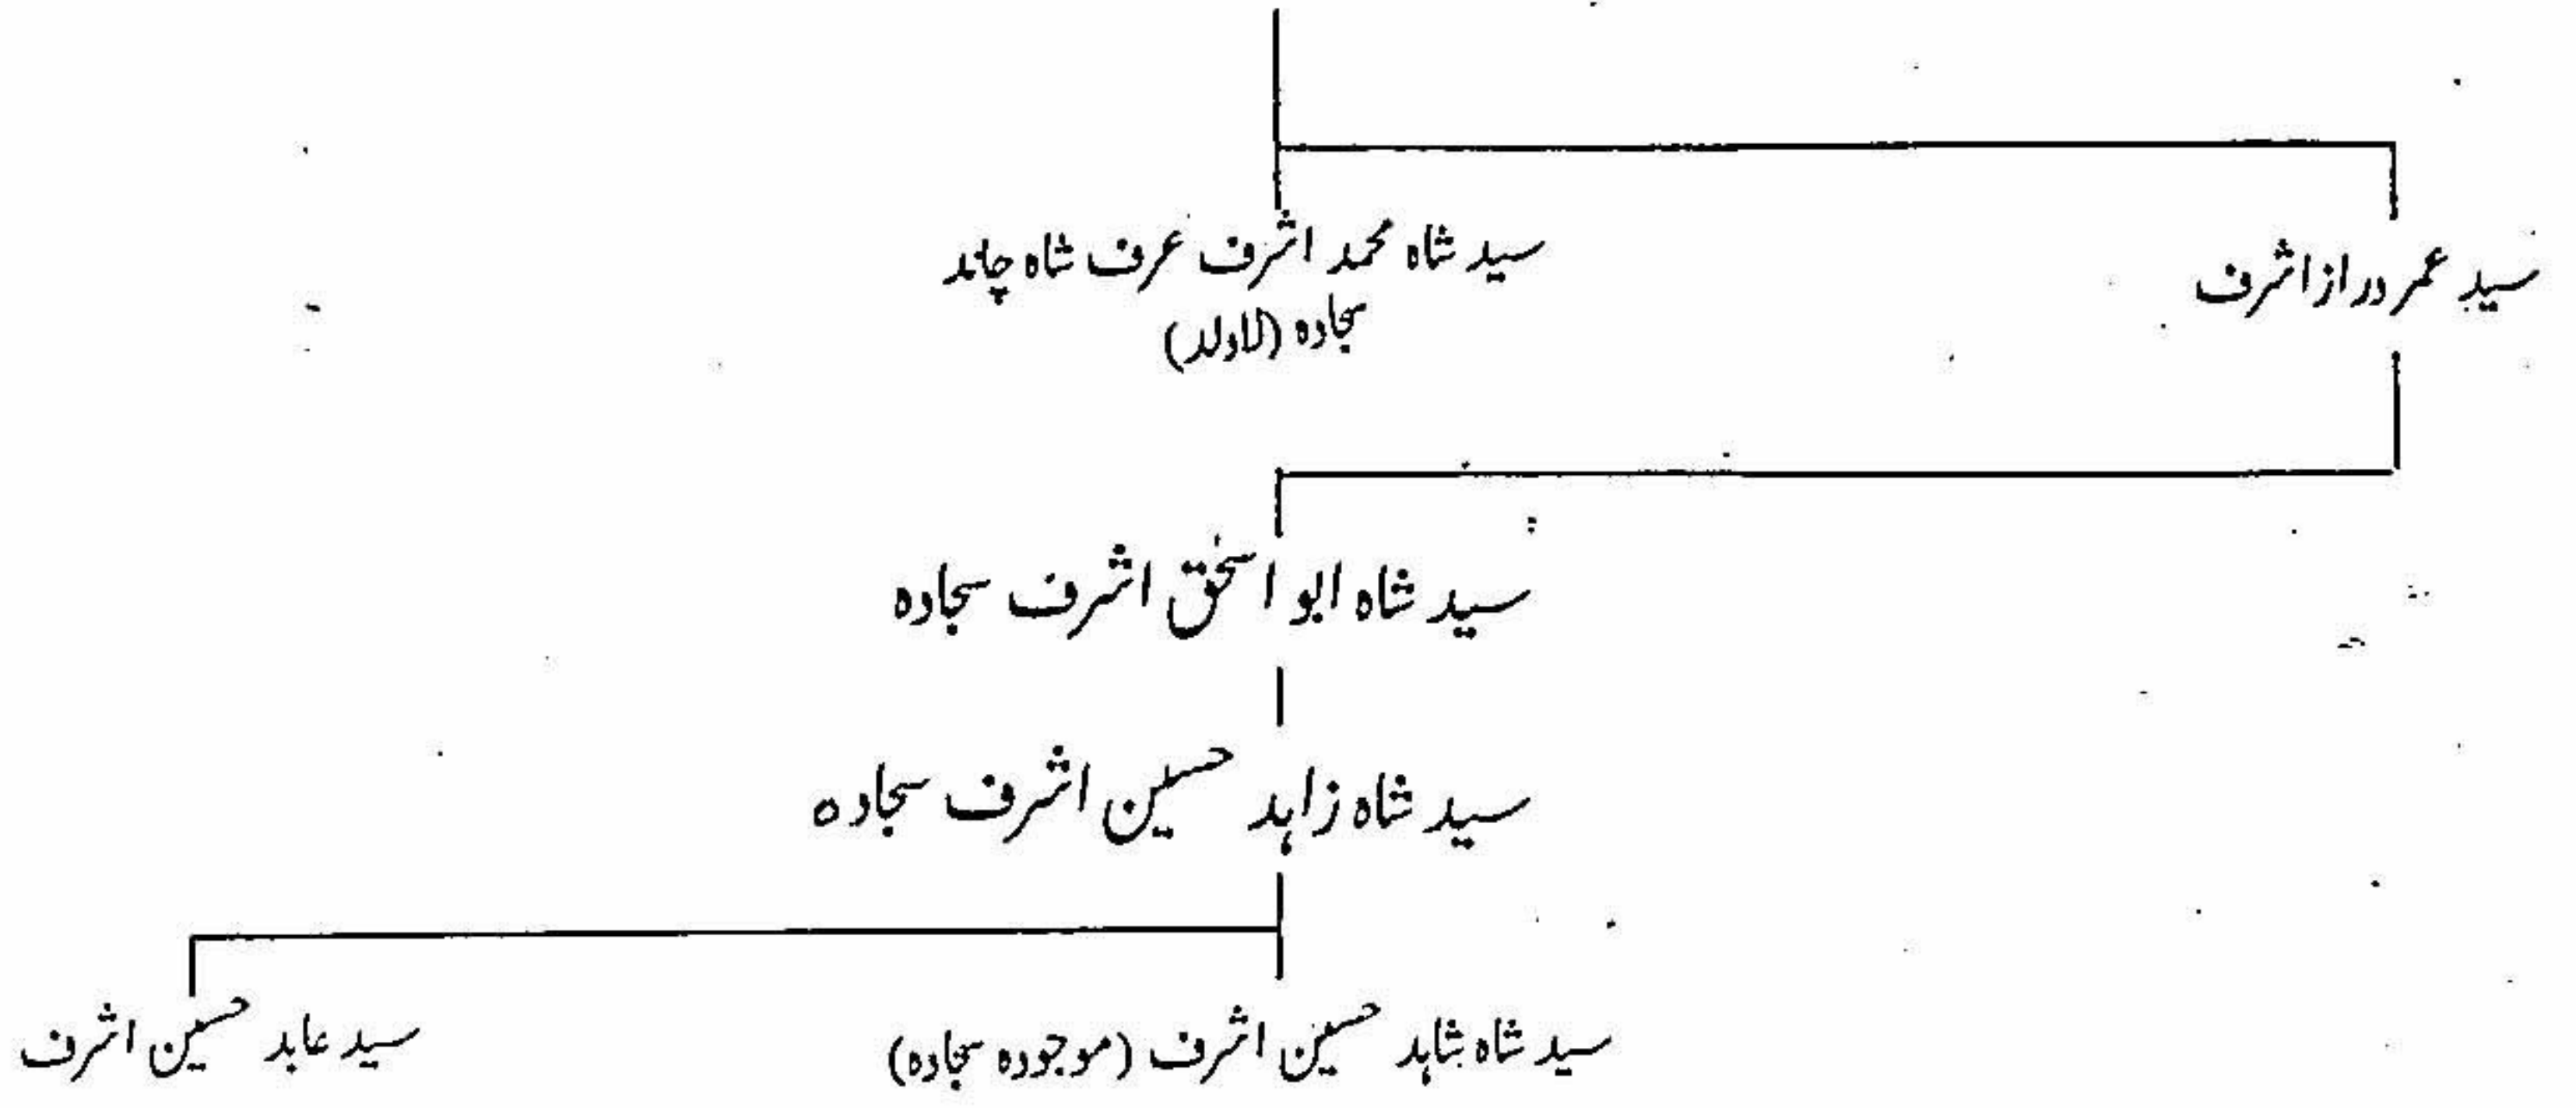 سید عمر دراز اشرف
سید شاہ محمد اشرف عرف شاہ چاند
سجادہ (لاولد)
سید شاہ ابو اسحٰق اشرف سجادہ
سید شاہ زاہد حسین اشرف سجادہ
سید شاہ شاہد حسین اشرف (موجودہ سجادہ)
سید عابد حسین اشرف